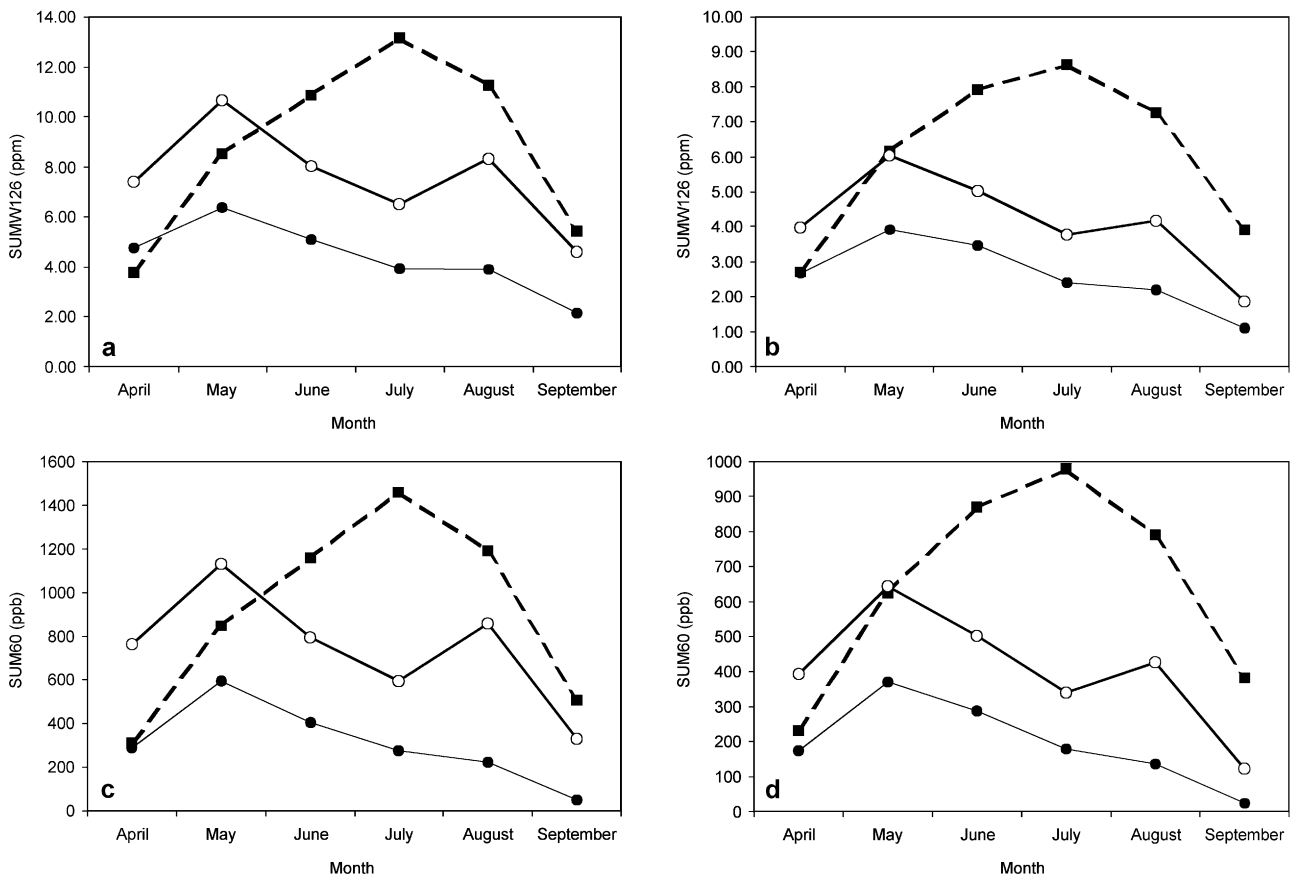 14.00
12.00
10.00
8.00
6.00
4.00
2.00
0.00
SUMW126 (ppm)
a
April May June July August September
Month
10.00
9.00
8.00
7.00
6.00
5.00
4.00
3.00
2.00
1.00
0.00
SUMW126 (ppm)
b
April May June July August September
Month
1600
1400
1200
1000
800
600
400
200
0
SUM60 (ppb)
c
April May June July August September
Month
1000
900
800
700
600
500
400
300
200
100
0
SUM60 (ppb)
d
April May June July August September
Month